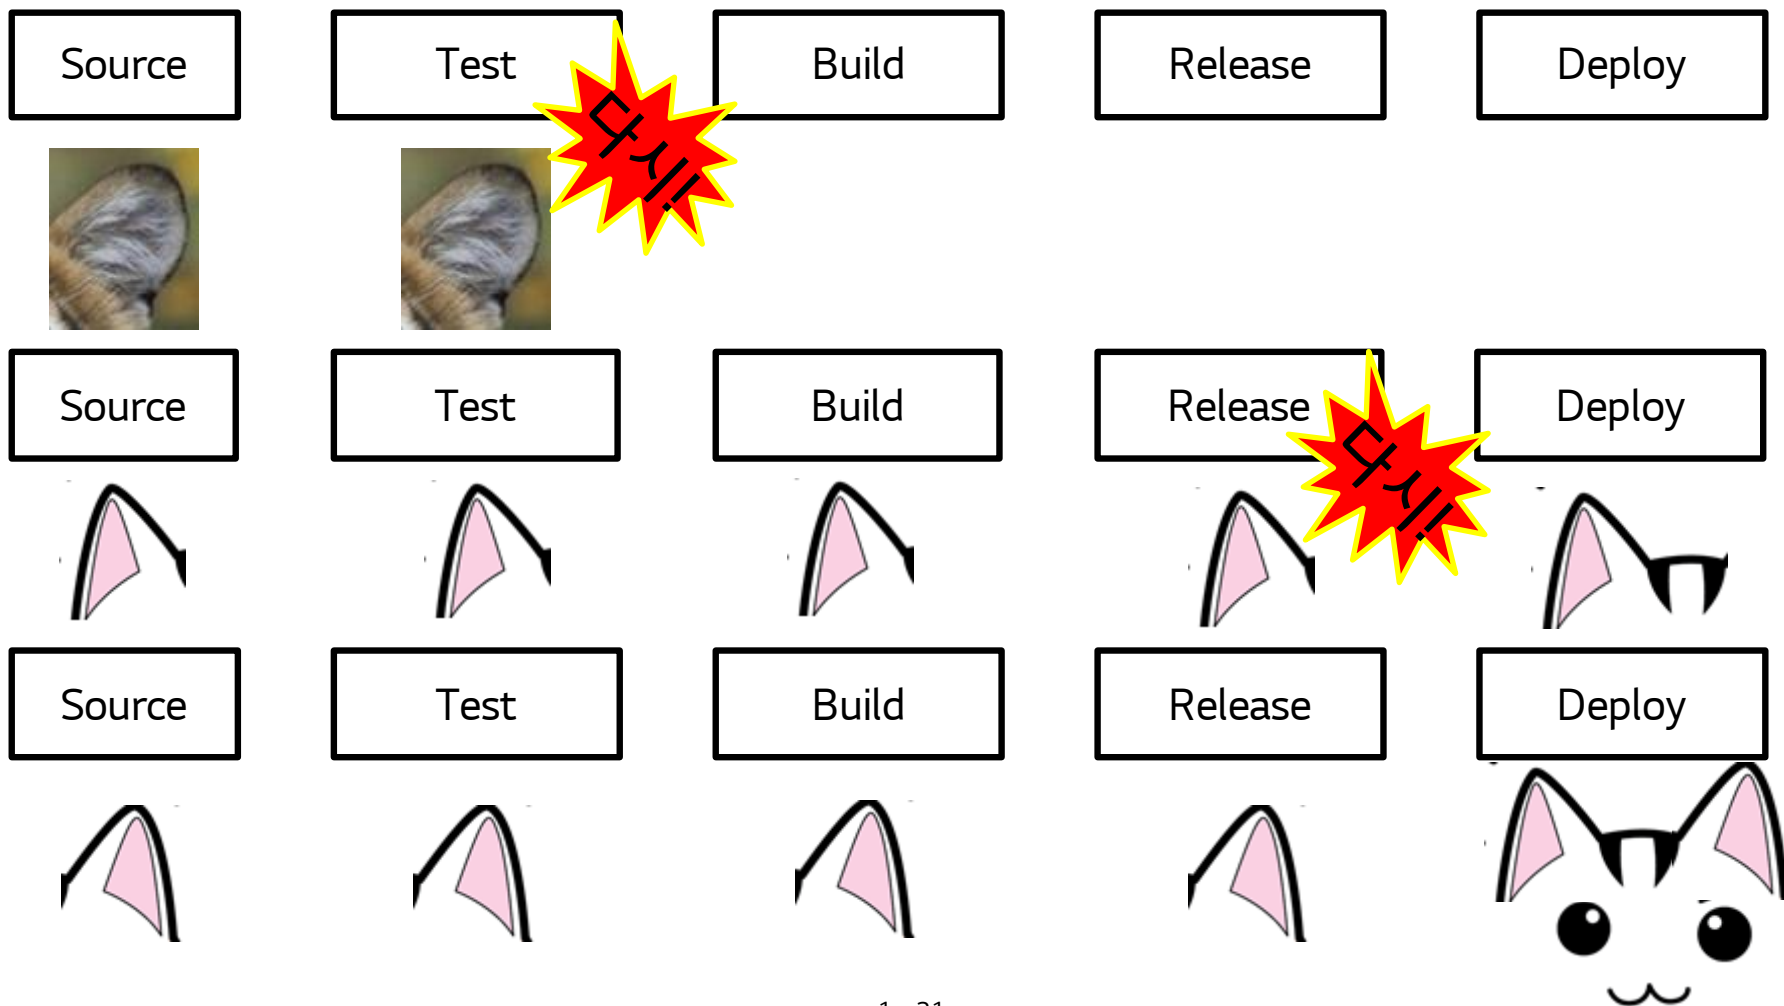 Source
Test
Build
Release
Deploy
다시!
Source
Test
Build
Release
Deploy
다시!
Source
Test
Build
Release
Deploy